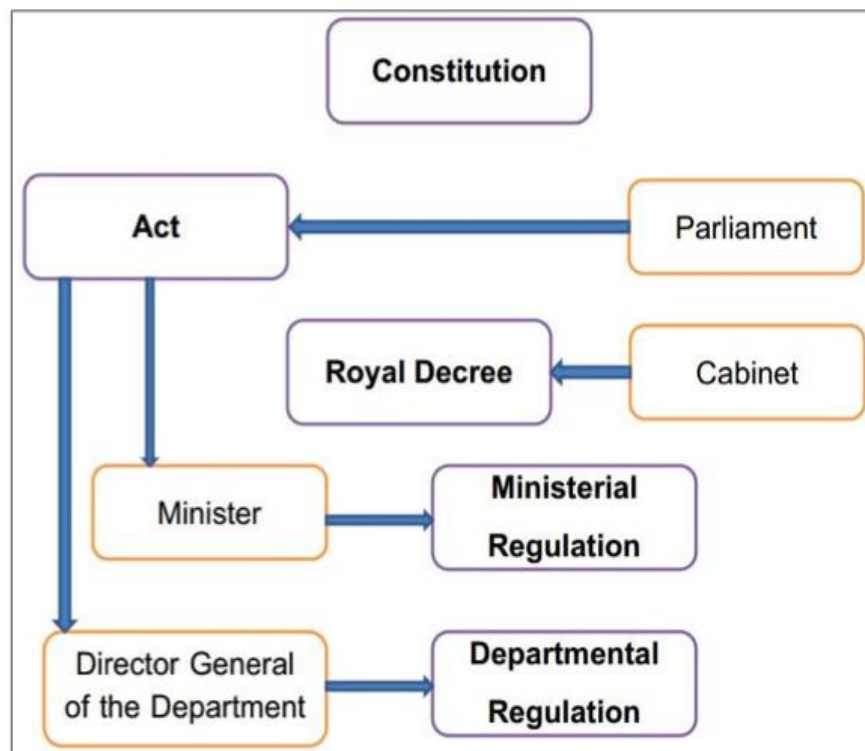 Constitution
Act
Parliament
Royal Decree
Cabinet
Minister
Ministerial
Regulation
Director General
of the Department
Departmental
Regulation